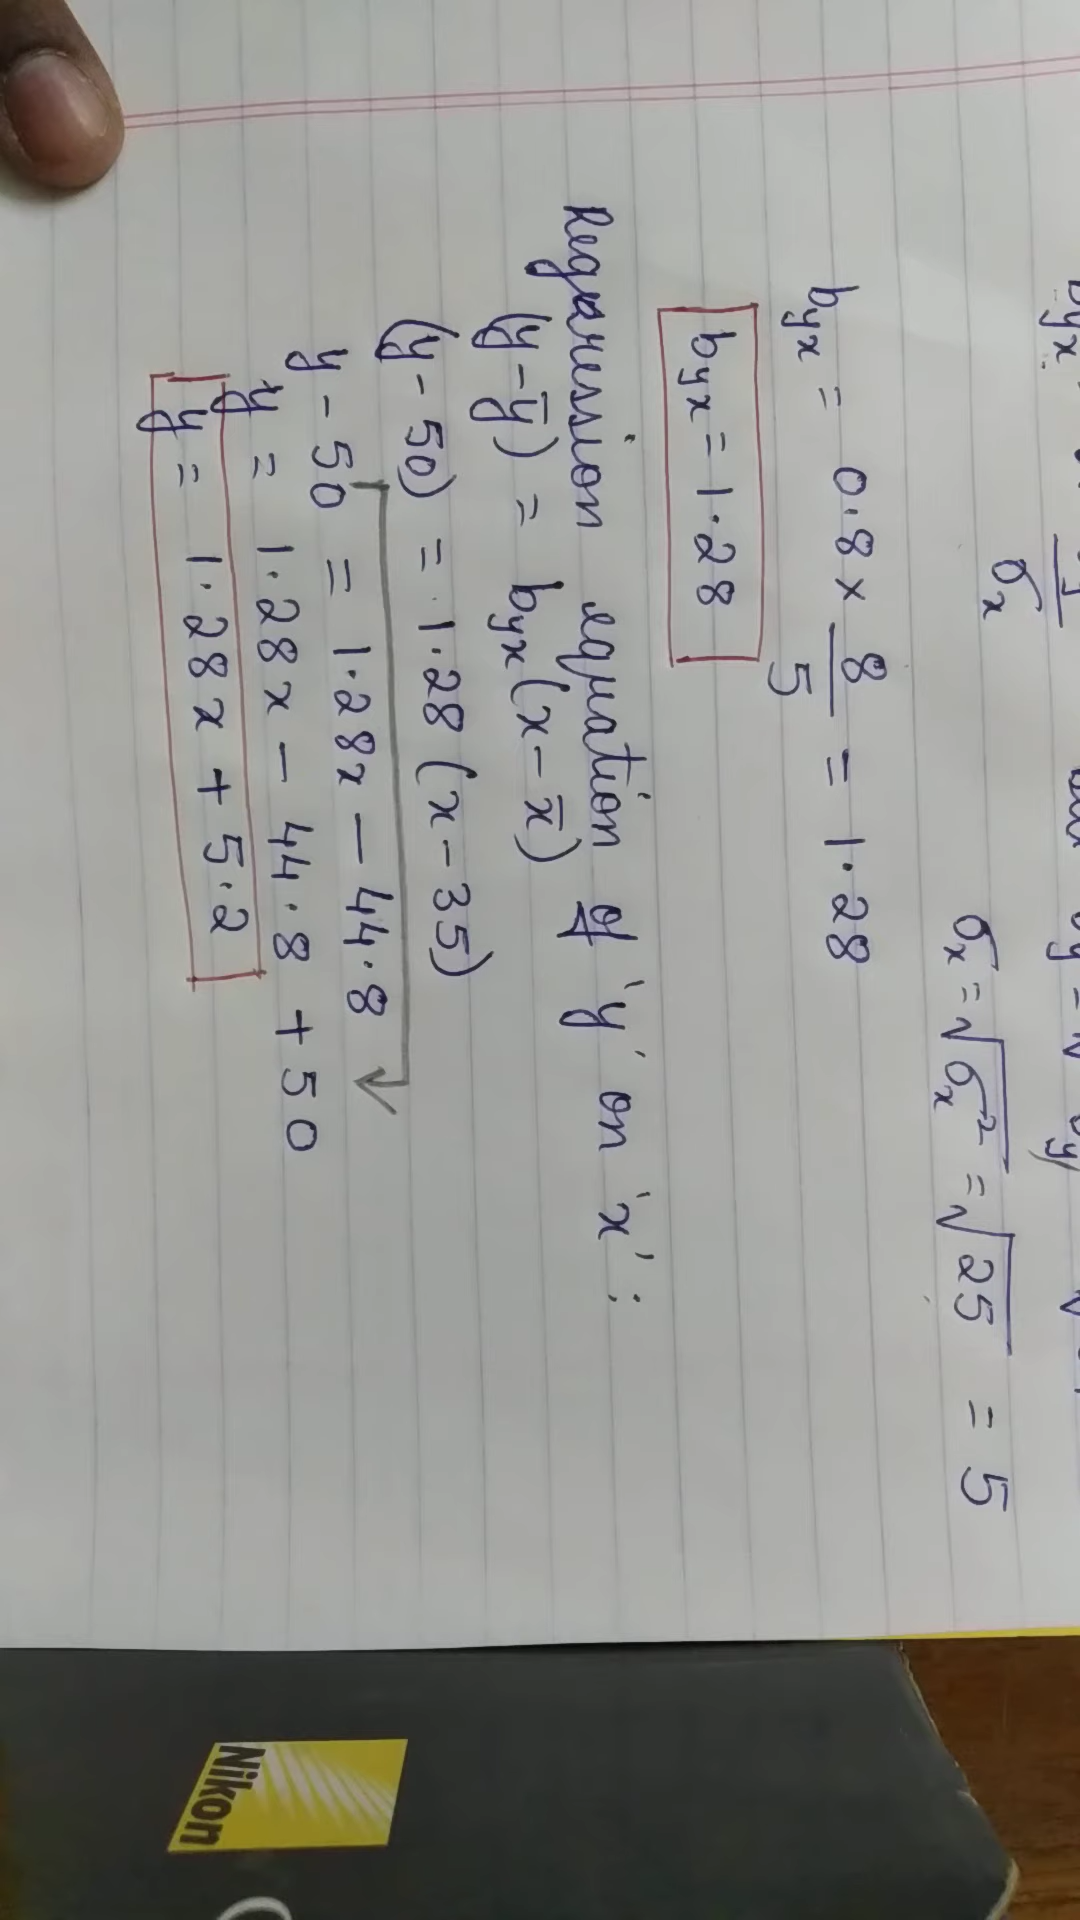 byx
σx
σx = √σx² = √25 = 5
byx = 0.8 × 8/5 = 1.28
byx = 1.28
Regression equation of 'y' on 'x' :
(y - ȳ) = byx (x - x̄)
(y - 50) = 1.28 (x - 35)
y - 50 = 1.28x - 44.8
y = 1.28x - 44.8 + 50
y = 1.28x + 5.2
Nikon